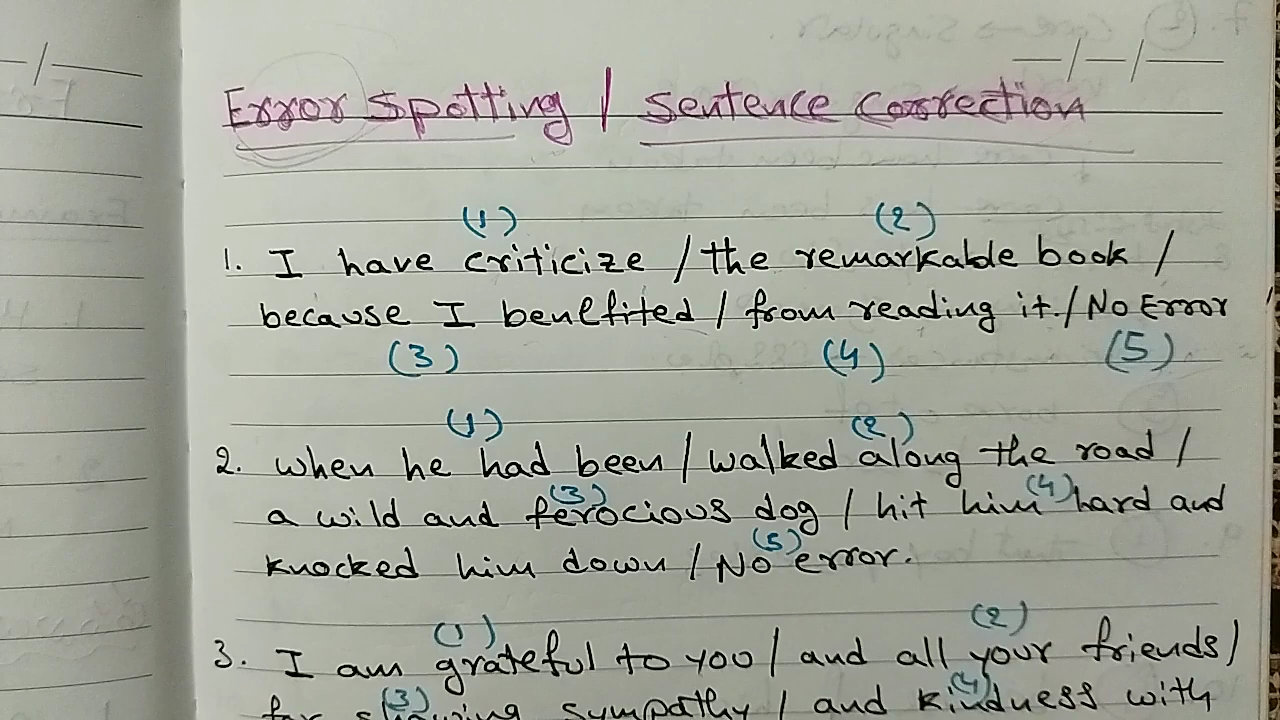 Error Spotting / Sentence Correction
(1) (2)
1. I have criticize / the remarkable book /
because I benefited / from reading it. / No Error
(3) (4) (5)
(1) (2)
2. When he had been / walked along the road /
(3) (4)
a wild and ferocious dog / hit him hard and
(5)
knocked him down / No error.
(1) (2)
3. I am grateful to you / and all your friends /
(3) (4)
for showing sympathy / and kindness with